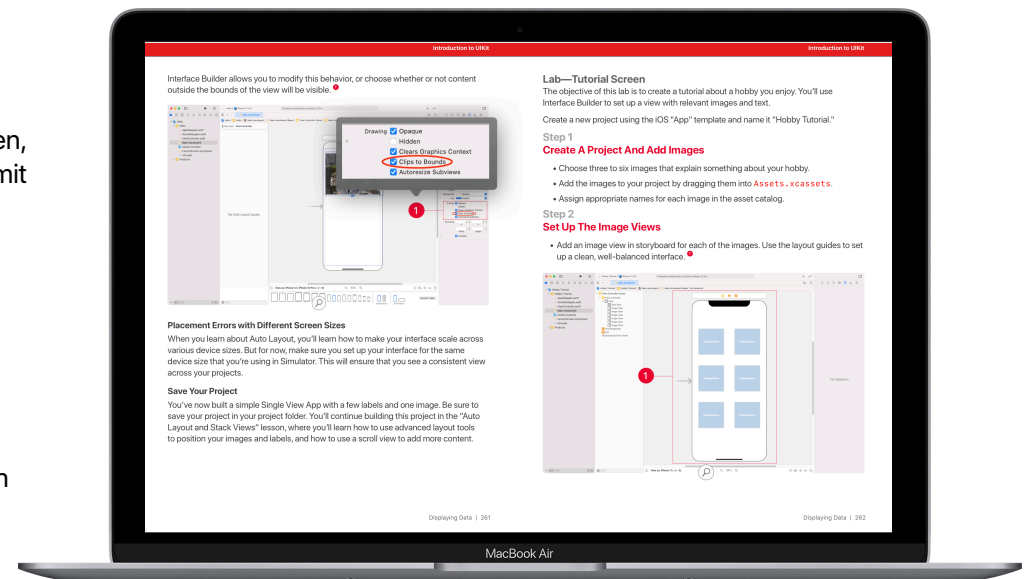 en,
mit
n
Introduction to UIKit
Interface Builder allows you to modify this behavior, or choose whether or not content
outside the bounds of the view will be visible. 1
Drawing Opaque
Hidden
Clears Graphics Context
Clips to Bounds
Autoresize Subviews
1
Placement Errors with Different Screen Sizes
When you learn about Auto Layout, you'll learn how to make your interface scale across
various device sizes. But for now, make sure you set up your interface for the same
device size that you're using in Simulator. This will ensure that you see a consistent view
across your projects.
Save Your Project
You've now built a simple Single View App with a few labels and one image. Be sure to
save your project in your project folder. You'll continue building this project in the "Auto
Layout and Stack Views" lesson, where you'll learn how to use advanced layout tools
to position your images and labels, and how to use a scroll view to add more content.
Displaying Data | 261
Introduction to UIKit
Lab—Tutorial Screen
The objective of this lab is to create a tutorial about a hobby you enjoy. You'll use
Interface Builder to set up a view with relevant images and text.
Create a new project using the iOS "App" template and name it "Hobby Tutorial."
Step 1
Create A Project And Add Images
• Choose three to six images that explain something about your hobby.
• Add the images to your project by dragging them into Assets.xcassets.
• Assign appropriate names for each image in the asset catalog.
Step 2
Set Up The Image Views
• Add an image view in storyboard for each of the images. Use the layout guides to set
up a clean, well-balanced interface. 1
1
No Selection
Displaying Data | 262
MacBook Air